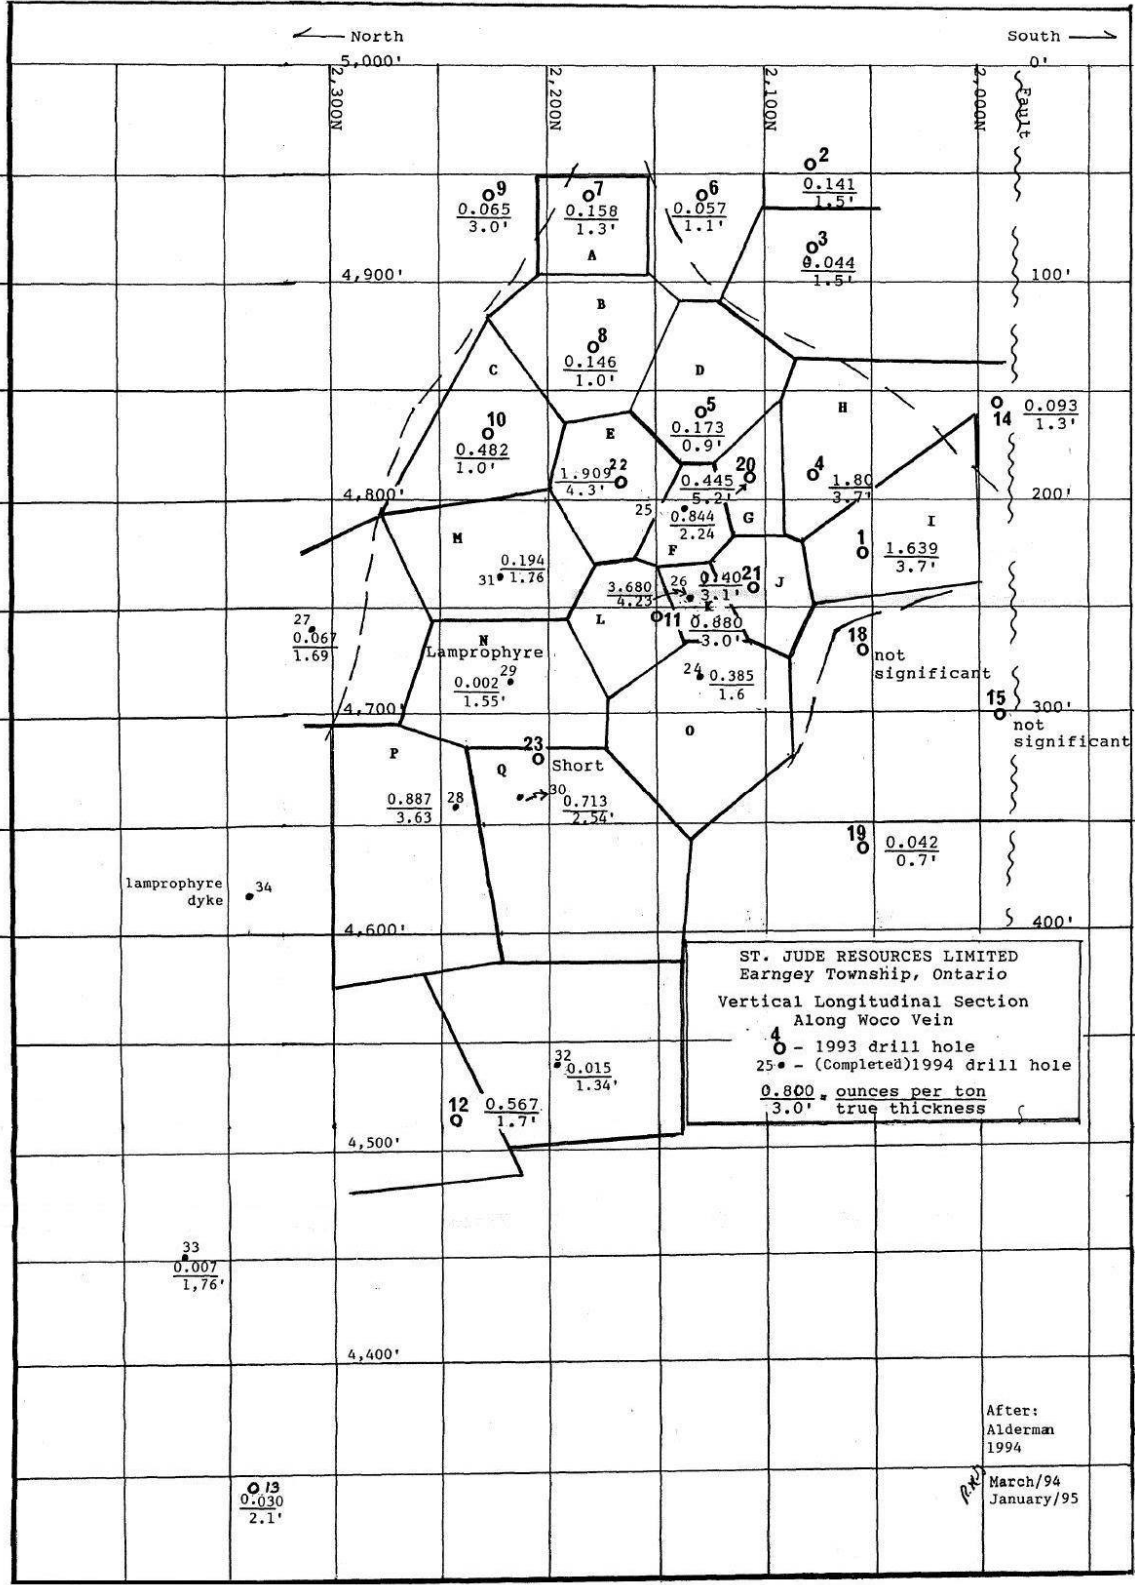 North
South
5,000'
0'
2,300N
2,200N
2,100N
2,000N
Fault
2
0.141
1.5'
9
0.065
3.0'
7
0.158
1.3'
6
0.057
1.1'
3
0.044
1.5'
A
4,900'
100'
B
8
0.146
1.0'
C
D
H
5
0.173
0.9'
14
0.093
1.3'
10
0.482
1.0'
E
22
1.909
4.3'
20
0.445
5.2'
4
1.80
3.7'
4,800'
200'
25
0.844
2.24
G
I
F
M
1
1.639
3.7'
31
0.194
1.76
3.680
4.23
26
0.40
3.1'
21
J
K
L
11
0.880
3.0'
27
0.067
1.69
18
not
significant
N
Lamprophyre
29
0.002
1.55'
24
0.385
1.6
15
not
significant
4,700'
300'
O
P
23
Short
Q
30
0.713
2.54'
0.887
3.63
28
19
0.042
0.7'
lamprophyre
dyke
34
4,600'
400'
ST. JUDE RESOURCES LIMITED
Earngey Township, Ontario
Vertical Longitudinal Section
Along Woco Vein
4
- 1993 drill hole
25 - (Completed)1994 drill hole
0.800 = ounces per ton
3.0' true thickness
32
0.015
1.34'
12
0.567
1.7'
4,500'
33
0.007
1,76'
4,400'
After:
Alderman
1994
13
0.030
2.1'
March/94
January/95